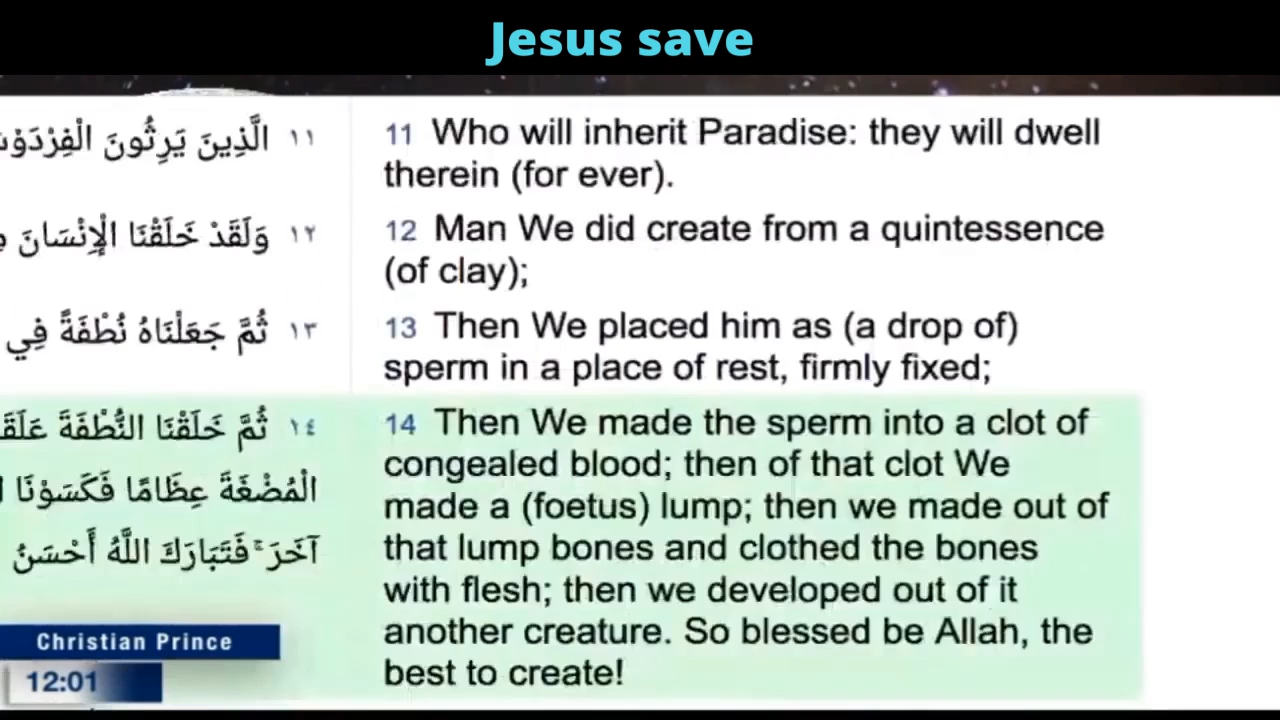 Jesus save
الَّذِينَ يَرِثُونَ ١١
11 Who will inherit Paradise: they will dwell
therein (for ever).
وَلَقَدْ خَلَقْنَا الْإِنْسَانَ ١٢
12 Man We did create from a quintessence
(of clay);
ثُمَّ جَعَلْنَاهُ نُطْفَةً فِي ١٣
13 Then We placed him as (a drop of)
sperm in a place of rest, firmly fixed;
ثُمَّ خَلَقْنَا النُّطْفَةَ ١٤
الْمُضْغَةَ عِظَامًا فَكَسَوْنَا
آخَرَ ۚ فَتَبَارَكَ اللَّهُ أَحْسَنُ
14 Then We made the sperm into a clot of
congealed blood; then of that clot We
made a (foetus) lump; then we made out of
that lump bones and clothed the bones
with flesh; then we developed out of it
another creature. So blessed be Allah, the
best to create!
Christian Prince
12:01